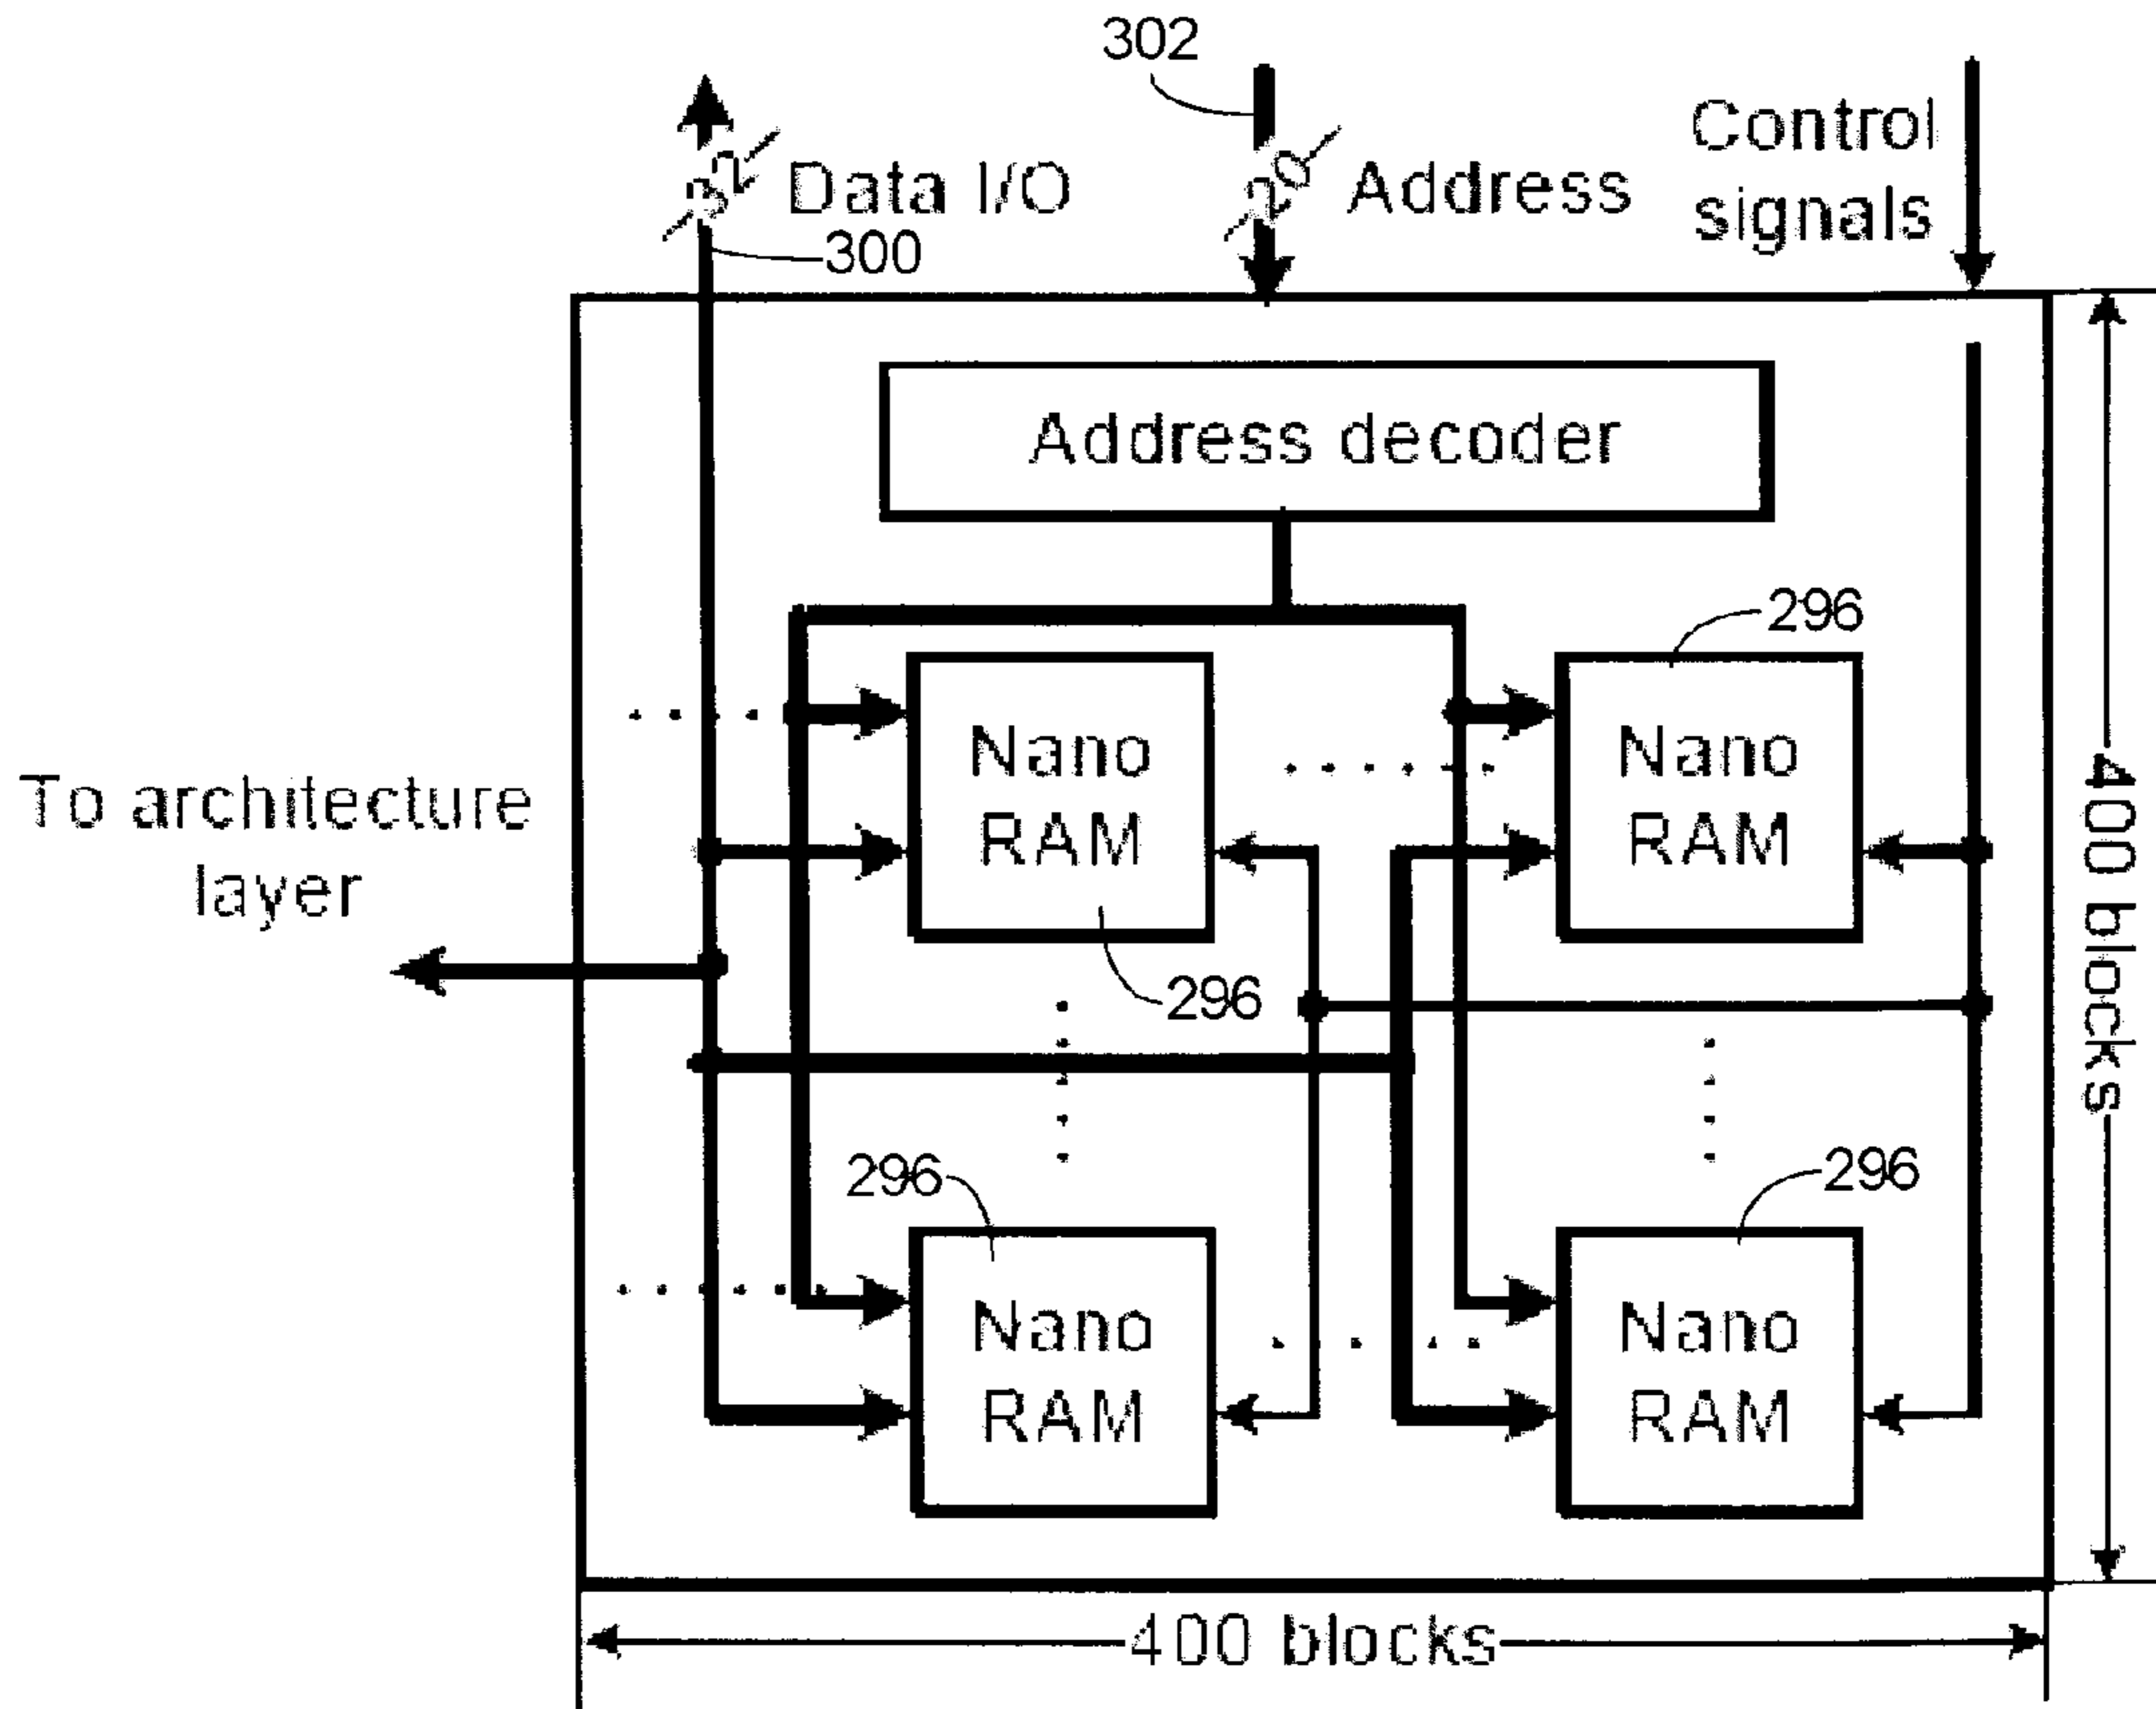 302
Control
signals
32
Data I/O
Address
300
Address decoder
296
Nano
RAM
Nano
RAM
To architecture
layer
400 blocks
296
296
296
Nano
RAM
Nano
RAM
400 blocks